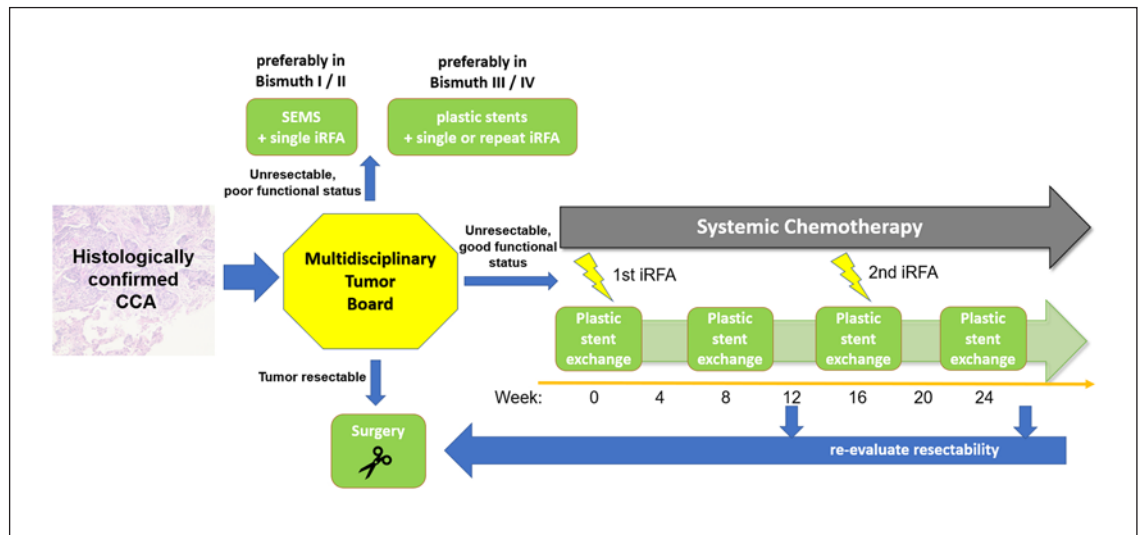 preferably in
Bismuth I / II
preferably in
Bismuth III / IV
SEMS
+ single iRFA
plastic stents
+ single or repeat iRFA
Unresectable,
poor functional status
Histologically
confirmed
CCA
Multidisciplinary
Tumor
Board
Unresectable,
good functional
status
Systemic Chemotherapy
1st iRFA
2nd iRFA
Plastic
stent
exchange
Plastic
stent
exchange
Plastic
stent
exchange
Plastic
stent
exchange
Week: 0 4 8 12 16 20 24
Tumor resectable
Surgery
re-evaluate resectability